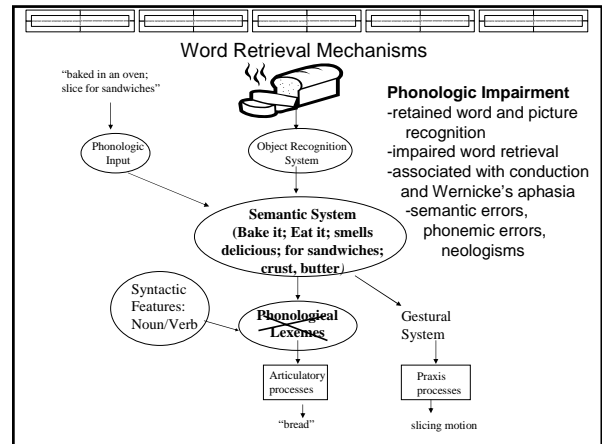 Word Retrieval Mechanisms
“baked in an oven;
slice for sandwiches”
Phonologic
Input
Object Recognition
System
Phonologic Impairment
-retained word and picture
recognition
-impaired word retrieval
-associated with conduction
and Wernicke’s aphasia
-semantic errors,
phonemic errors,
neologisms
Semantic System
(Bake it; Eat it; smells
delicious; for sandwiches;
crust, butter)
Syntactic
Features:
Noun/Verb
Phonological
Lexemes
Gestural
System
Articulatory
processes
Praxis
processes
“bread”
slicing motion